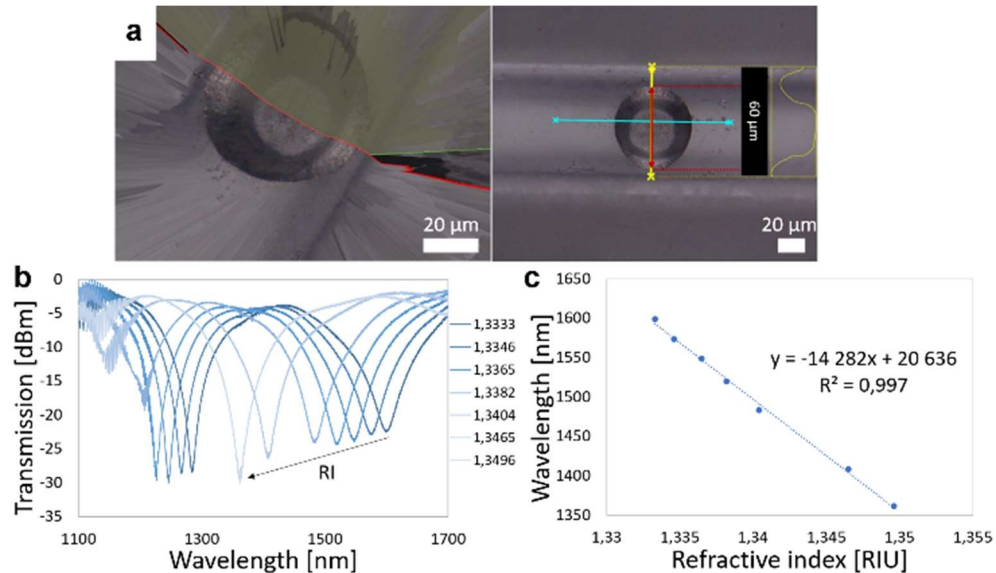 a
20 µm
60 µm
20 µm
b
0
-5
-10
-15
-20
-25
-30
-35
Transmission [dBm]
1100
1300
1500
1700
Wavelength [nm]
RI
1,3333
1,3346
1,3365
1,3382
1,3404
1,3465
1,3496
c
1650
1600
1550
1500
1450
1400
1350
Wavelength [nm]
y = -14 282x + 20 636
R² = 0,997
1,33
1,335
1,34
1,345
1,35
1,355
Refractive index [RIU]